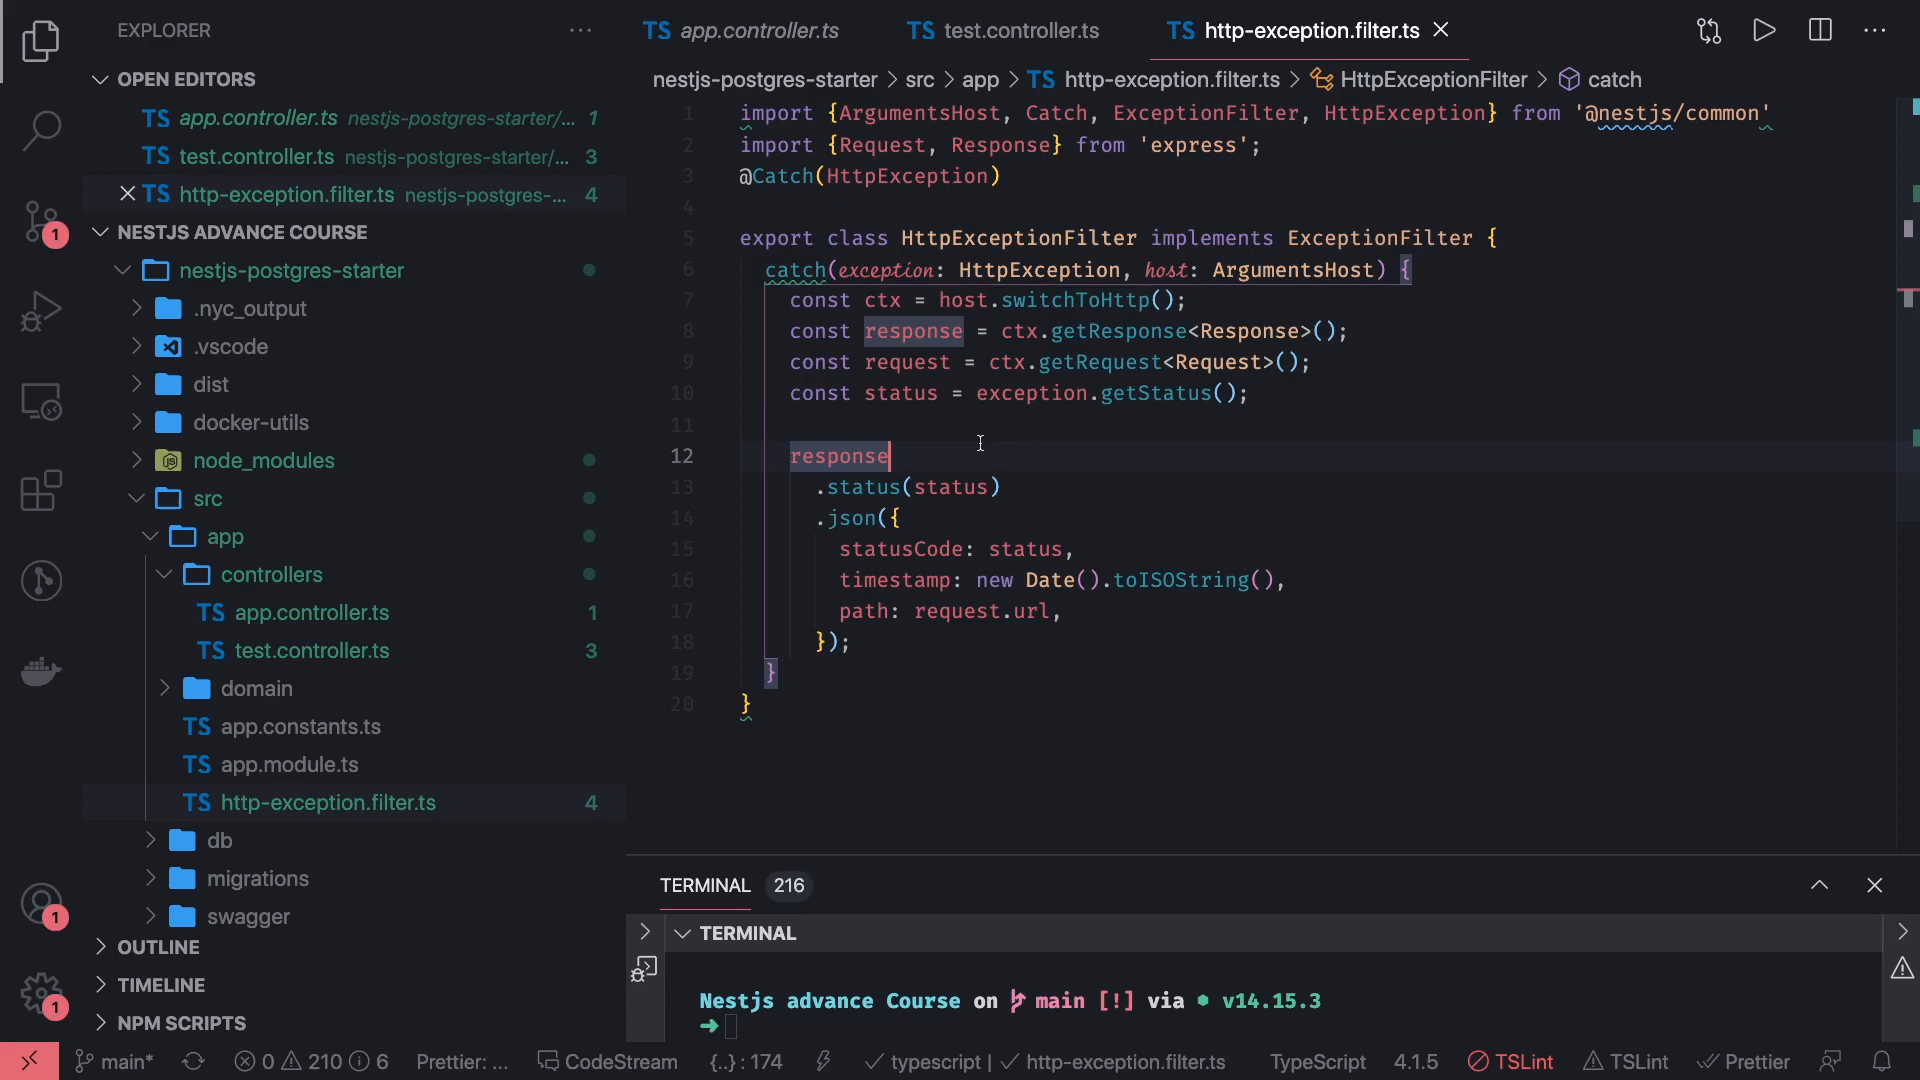 EXPLORER
OPEN EDITORS
TS app.controller.ts nestjs-postgres-starter/... 1
TS test.controller.ts nestjs-postgres-starter/... 3
TS http-exception.filter.ts nestjs-postgres-... 4
NESTJS ADVANCE COURSE
nestjs-postgres-starter
.nyc_output
.vscode
dist
docker-utils
node_modules
src
app
controllers
TS app.controller.ts 1
TS test.controller.ts 3
domain
TS app.constants.ts
TS app.module.ts
TS http-exception.filter.ts 4
db
migrations
swagger
OUTLINE
TIMELINE
NPM SCRIPTS
1
1
1
TS app.controller.ts TS test.controller.ts TS http-exception.filter.ts
nestjs-postgres-starter > src > app > TS http-exception.filter.ts > HttpExceptionFilter > catch
1 import {ArgumentsHost, Catch, ExceptionFilter, HttpException} from '@nestjs/common'
2 import {Request, Response} from 'express';
3 @Catch(HttpException)
4
5 export class HttpExceptionFilter implements ExceptionFilter {
6 catch(exception: HttpException, host: ArgumentsHost) {
7 const ctx = host.switchToHttp();
8 const response = ctx.getResponse<Response>();
9 const request = ctx.getRequest<Request>();
10 const status = exception.getStatus();
11
12 response
13 .status(status)
14 .json({
15 statusCode: status,
16 timestamp: new Date().toISOString(),
17 path: request.url,
18 });
19 }
20 }
TERMINAL 216
TERMINAL
Nestjs advance Course on main [!] via v14.15.3
main* 0 210 6 Prettier: ... CodeStream {..} : 174 typescript | http-exception.filter.ts TypeScript 4.1.5 TSLint TSLint Prettier